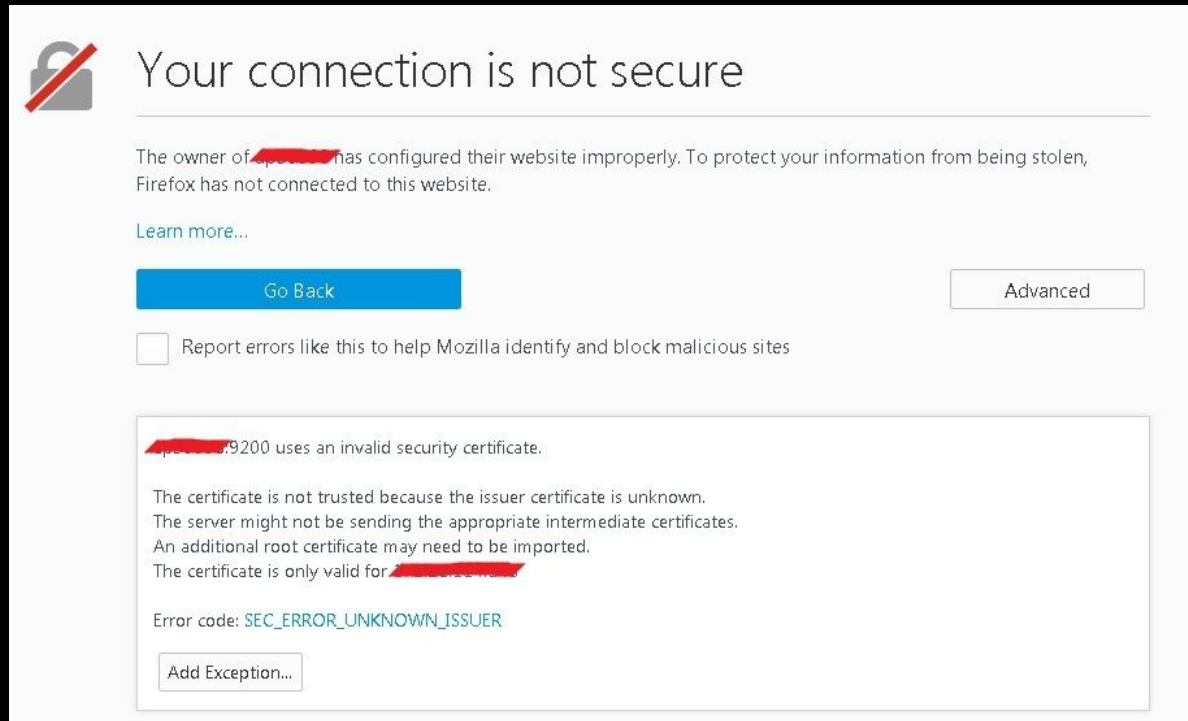 Your connection is not secure
The owner of has configured their website improperly. To protect your information from being stolen,
Firefox has not connected to this website.
Learn more...
Go Back
Advanced
Report errors like this to help Mozilla identify and block malicious sites
:9200 uses an invalid security certificate.
The certificate is not trusted because the issuer certificate is unknown.
The server might not be sending the appropriate intermediate certificates.
An additional root certificate may need to be imported.
The certificate is only valid for
Error code: SEC_ERROR_UNKNOWN_ISSUER
Add Exception...